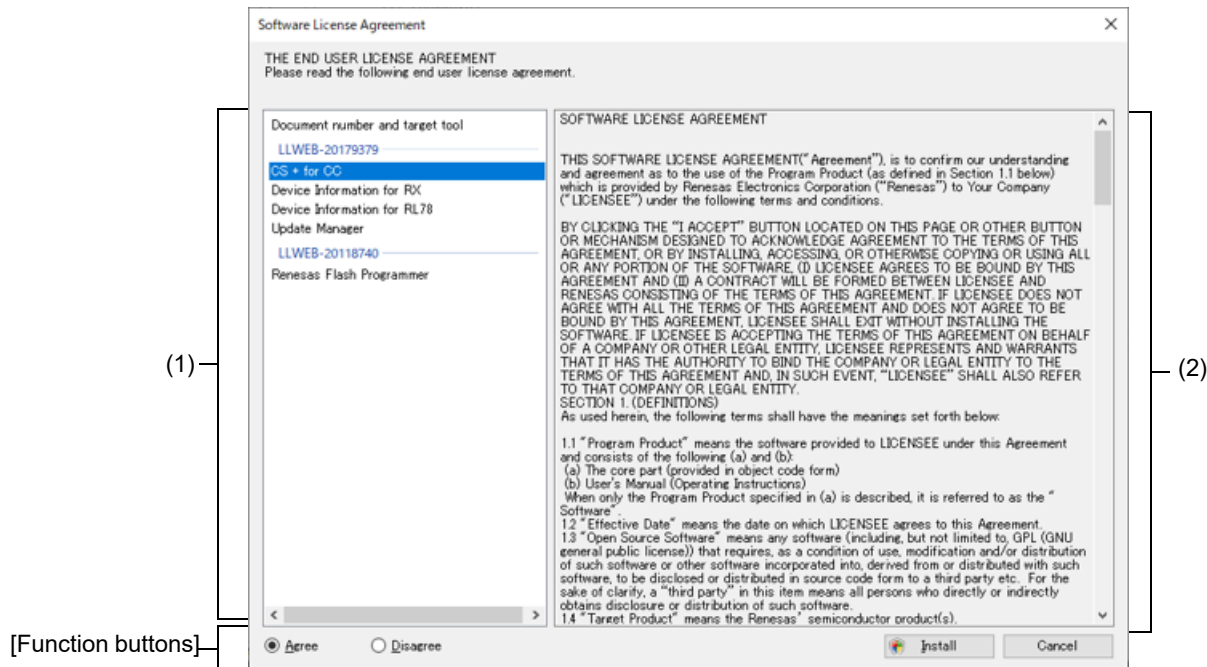 Software License Agreement
THE END USER LICENSE AGREEMENT
Please read the following end user license agreement.
(1)
Document number and target tool
LLWEB-20179379
CS + for CC
Device Information for RX
Device Information for RL78
Update Manager
LLWEB-20118740
Renesas Flash Programmer
SOFTWARE LICENSE AGREEMENT
THIS SOFTWARE LICENSE AGREEMENT("Agreement"), is to confirm our understanding
and agreement as to the use of the Program Product (as defined in Section 1.1 below)
which is provided by Renesas Electronics Corporation ("Renesas") to Your Company
("LICENSEE") under the following terms and conditions.
BY CLICKING THE "I ACCEPT" BUTTON LOCATED ON THIS PAGE OR OTHER BUTTON
OR MECHANISM DESIGNED TO ACKNOWLEDGE AGREEMENT TO THE TERMS OF THIS
AGREEMENT, OR BY INSTALLING, ACCESSING, OR OTHERWISE COPYING OR USING ALL
OR ANY PORTION OF THE SOFTWARE, (I) LICENSEE AGREES TO BE BOUND BY THIS
AGREEMENT AND (II) A CONTRACT WILL BE FORMED BETWEEN LICENSEE AND
RENESAS CONSISTING OF THE TERMS OF THIS AGREEMENT. IF LICENSEE DOES NOT
AGREE WITH ALL THE TERMS OF THIS AGREEMENT AND DOES NOT AGREE TO BE
BOUND BY THIS AGREEMENT, LICENSEE SHALL EXIT WITHOUT INSTALLING THE
SOFTWARE. IF LICENSEE IS ACCEPTING THE TERMS OF THIS AGREEMENT ON BEHALF
OF A COMPANY OR OTHER LEGAL ENTITY, LICENSEE REPRESENTS AND WARRANTS
THAT IT HAS THE AUTHORITY TO BIND THE COMPANY OR LEGAL ENTITY TO THE
TERMS OF THIS AGREEMENT AND, IN SUCH EVENT, "LICENSEE" SHALL ALSO REFER
TO THAT COMPANY OR LEGAL ENTITY.
SECTION 1. (DEFINITIONS)
As used herein, the following terms shall have the meanings set forth below:
1.1 "Program Product" means the software provided to LICENSEE under this Agreement
and consists of the following (a) and (b):
(a) The core part (provided in object code form)
(b) User's Manual (Operating Instructions)
When only the Program Product specified in (a) is described, it is referred to as the "
Software".
1.2 "Effective Date" means the date on which LICENSEE agrees to this Agreement.
1.3 "Open Source Software" means any software (including, but not limited to, GPL (GNU
general public license)) that requires, as a condition of use, modification and/or distribution
of such software or other software incorporated into, derived from or distributed with such
software, to be disclosed or distributed in source code form to a third party etc. For the
sake of clarify, a "third party" in this item means all persons who directly or indirectly
obtains disclosure or distribution of such software.
1.4 "Target Product" means the Renesas' semiconductor product(s).
(2)
[Function buttons]
Agree
Disagree
Install
Cancel